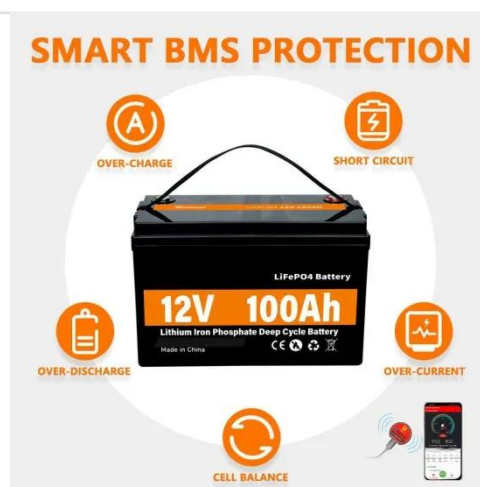 SMART BMS PROTECTION
A
OVER-CHARGE
SHORT CIRCUIT
LiFePO4 Battery
12V 100Ah
Lithium Iron Phosphate Deep Cycle Battery
Made in China
CE
OVER-DISCHARGE
OVER-CURRENT
CELL BALANCE